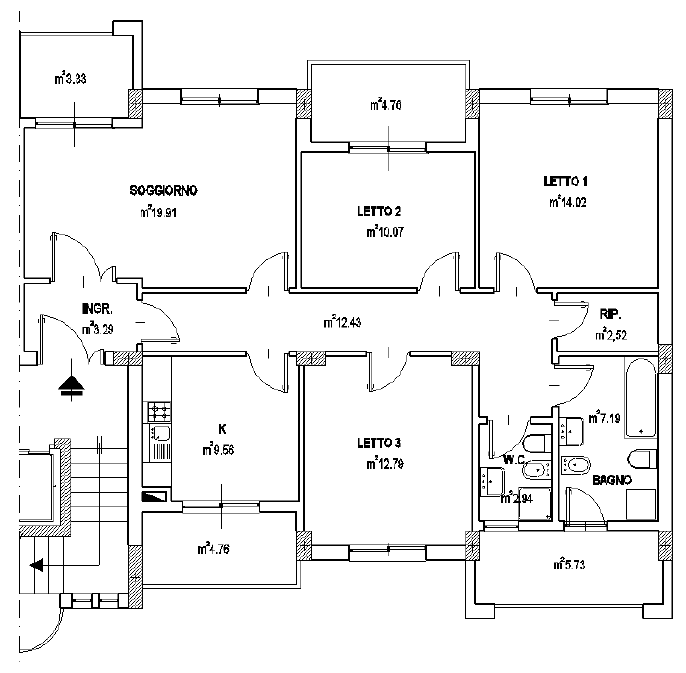 m²3.33
m²4.76
SOGGIORNO
m²19.91
LETTO 1
m²14.02
LETTO 2
m²10.07
INGR.
m²3.29
m²12.43
RIP.
m²2,52
K
m²9.56
LETTO 3
m²12.79
m²7.19
W.C.
m²2.94
BAGNO
m²4.76
m²5.73